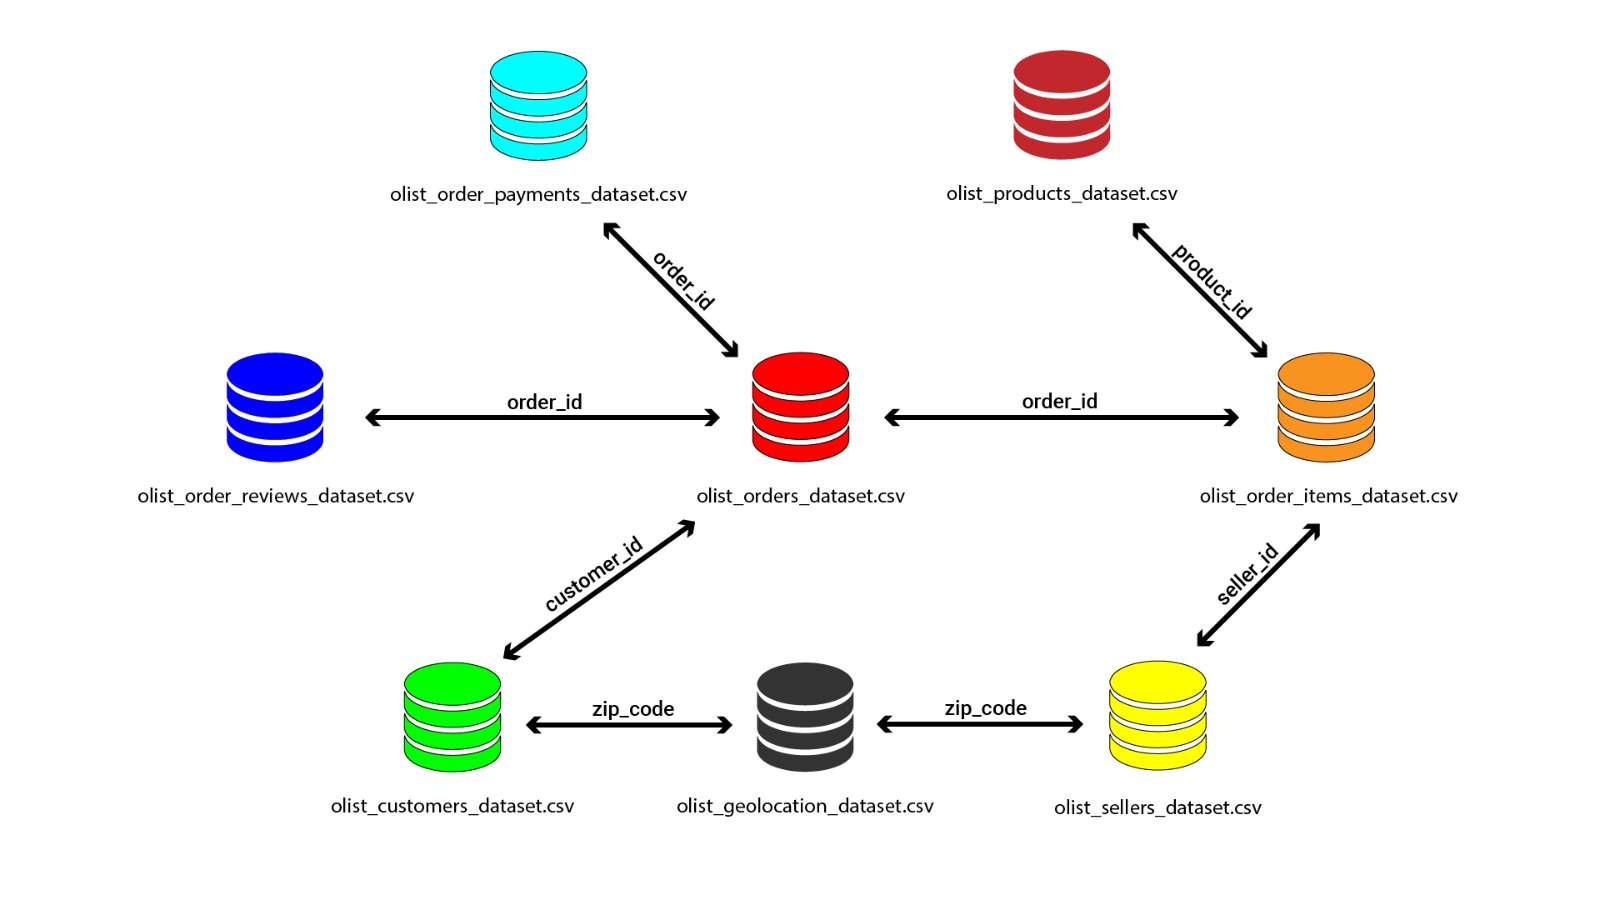 olist_order_payments_dataset.csv
olist_products_dataset.csv
order_id
product_id
order_id
order_id
olist_order_reviews_dataset.csv
olist_orders_dataset.csv
olist_order_items_dataset.csv
customer_id
seller_id
zip_code
zip_code
olist_customers_dataset.csv
olist_geolocation_dataset.csv
olist_sellers_dataset.csv